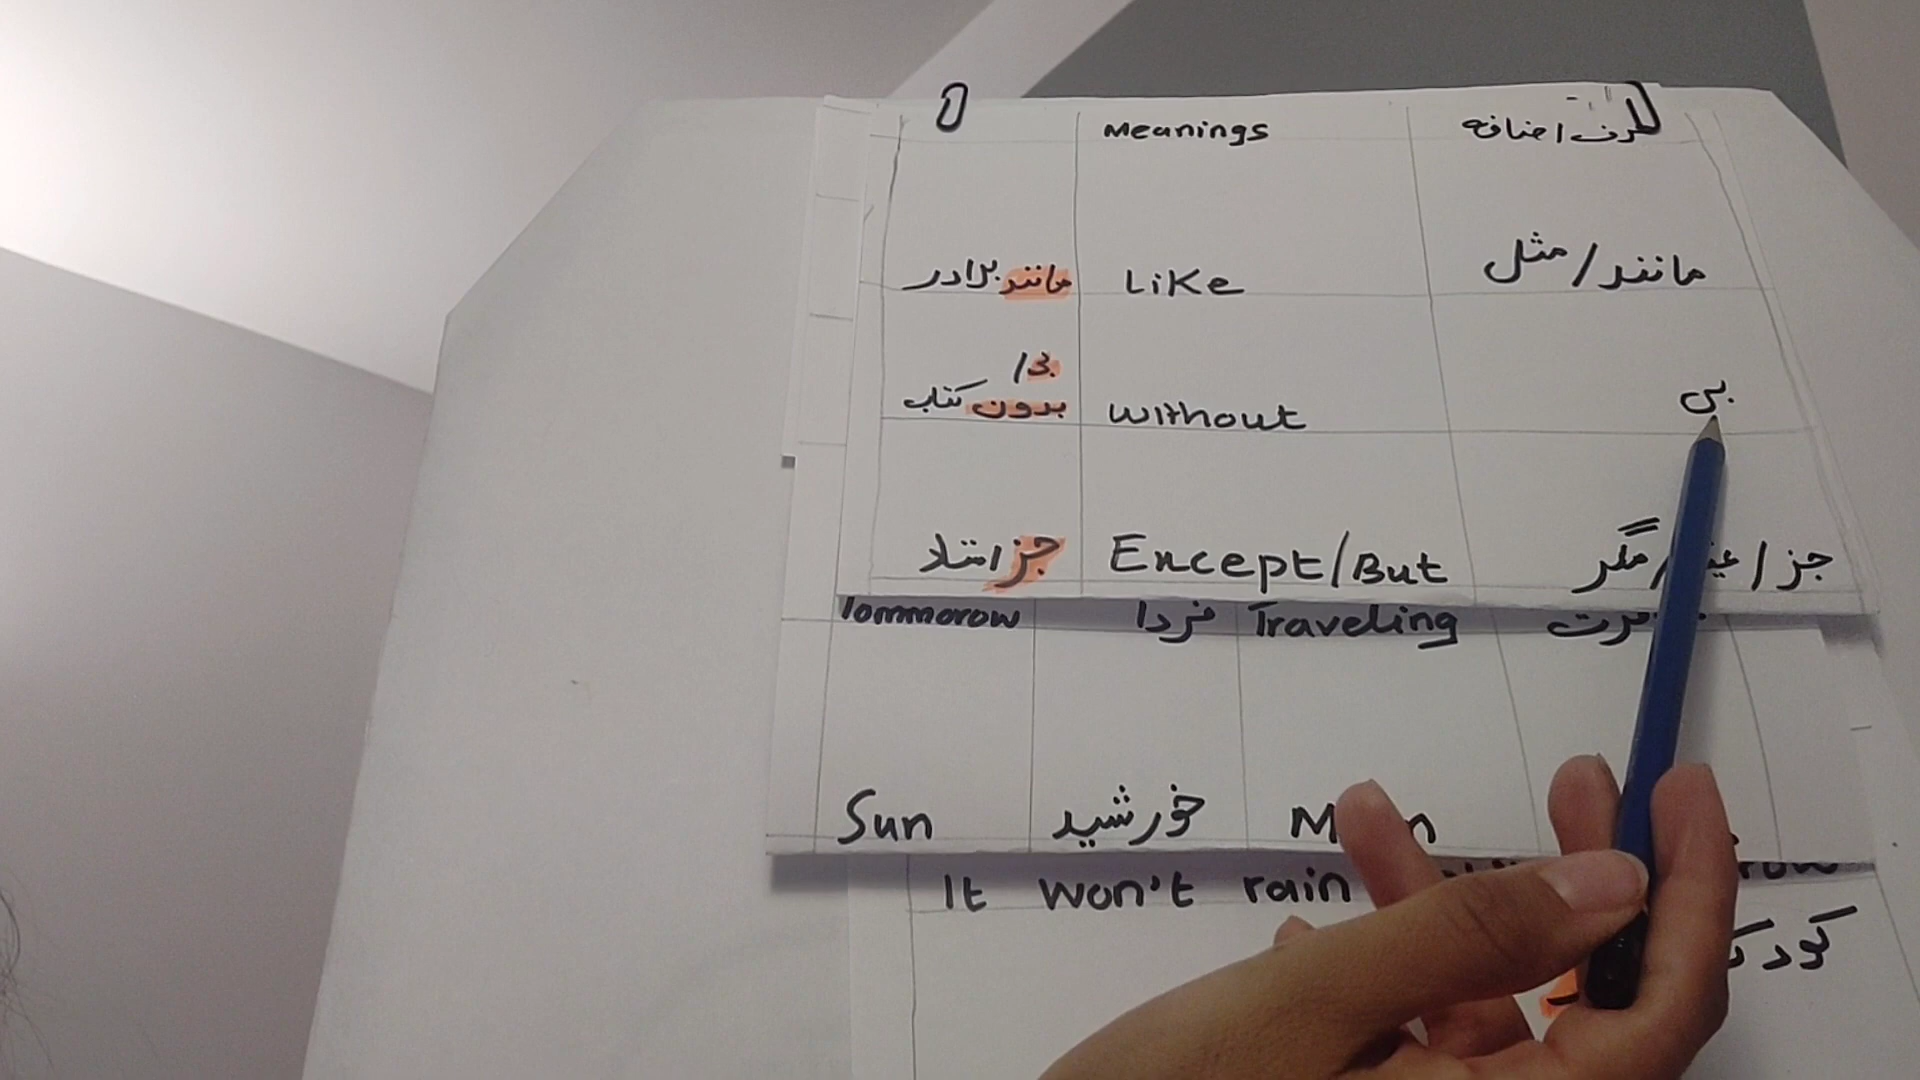 Meanings حرف اضافه
مانند برادر Like مانند / مثل
بی /
بدون کتاب without بی
جز استاد Except/But جز / غیر / مگر
Tommorow فردا Traveling
Sun خورشید
It won't rain